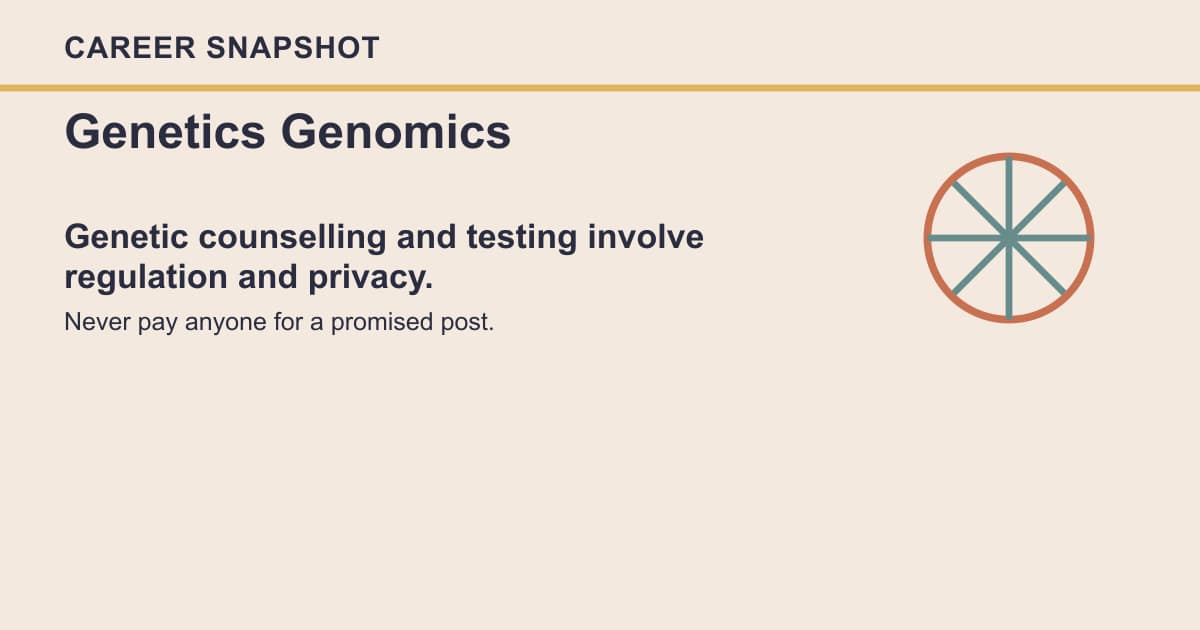 CAREER SNAPSHOT
Genetics Genomics
Genetic counselling and testing involve
regulation and privacy.
Never pay anyone for a promised post.